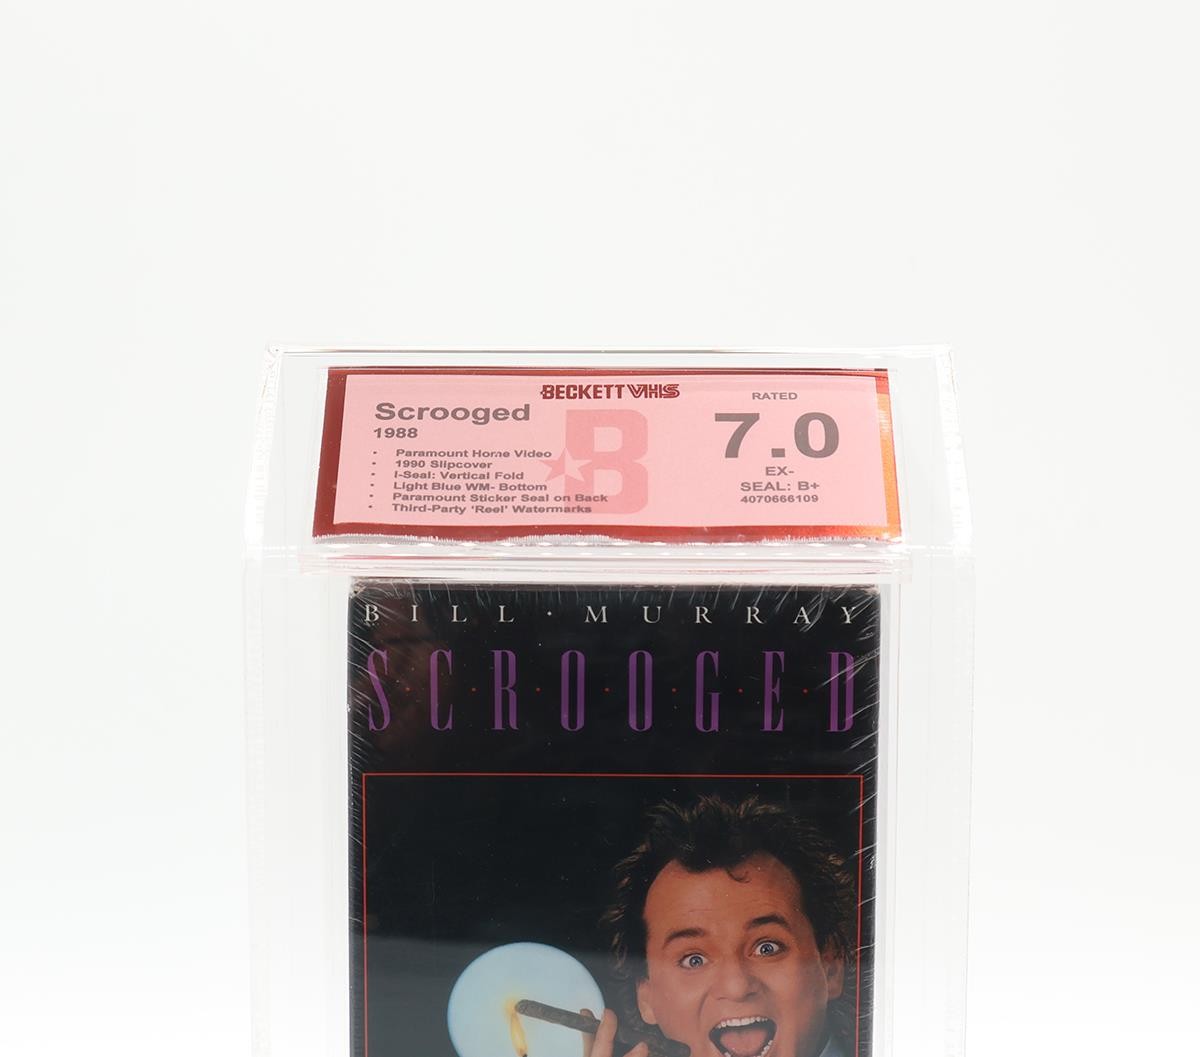 BECKETT VHS
Scrooged
1988
• Paramount Home Video
• 1990 Slipcover
• I-Seal: Vertical Fold
• Light Blue WM- Bottom
• Paramount Sticker Seal on Back
• Third-Party ‘Reel’ Watermarks
B
RATED
7.0
EX-
SEAL: B+
4070666109
BILL · MURRAY
S·C·R·O·O·G·E·D